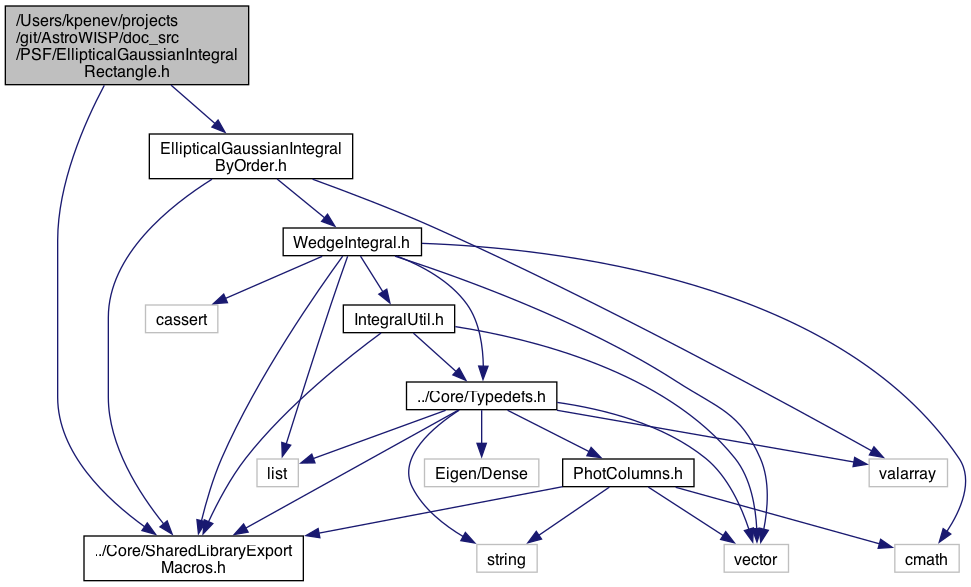 /Users/kpenev/projects
/git/AstroWISP/doc_src
/PSF/EllipticalGaussianIntegral
Rectangle.h
EllipticalGaussianIntegral
ByOrder.h
WedgeIntegral.h
cassert
IntegralUtil.h
../Core/Typedefs.h
list
Eigen/Dense
PhotColumns.h
valarray
../Core/SharedLibraryExport
Macros.h
string
vector
cmath